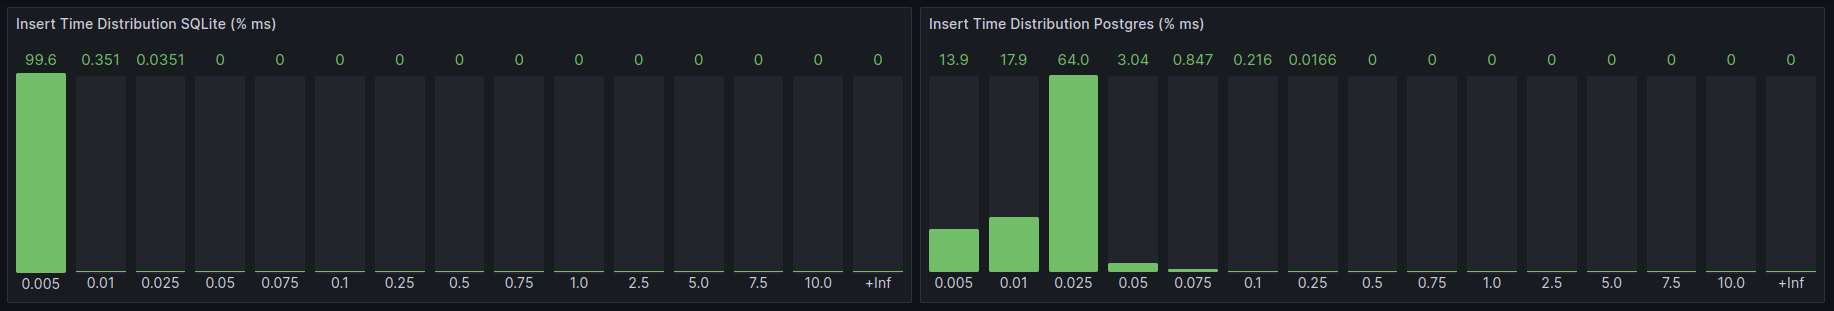 Insert Time Distribution SQLite (% ms)
99.6 0.351 0.0351 0 0 0 0 0 0 0 0 0 0 0 0
0.005 0.01 0.025 0.05 0.075 0.1 0.25 0.5 0.75 1.0 2.5 5.0 7.5 10.0 +Inf
Insert Time Distribution Postgres (% ms)
13.9 17.9 64.0 3.04 0.847 0.216 0.0166 0 0 0 0 0 0 0 0
0.005 0.01 0.025 0.05 0.075 0.1 0.25 0.5 0.75 1.0 2.5 5.0 7.5 10.0 +Inf